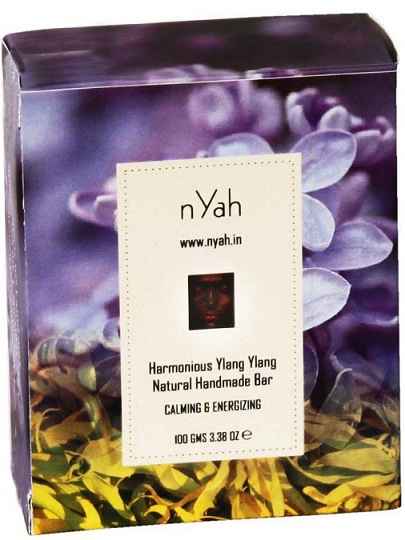 nYah
www.nyah.in
Harmonious Ylang Ylang
Natural Handmade Bar
CALMING & ENERGIZING
100 GMS 3.38 OZ ℮